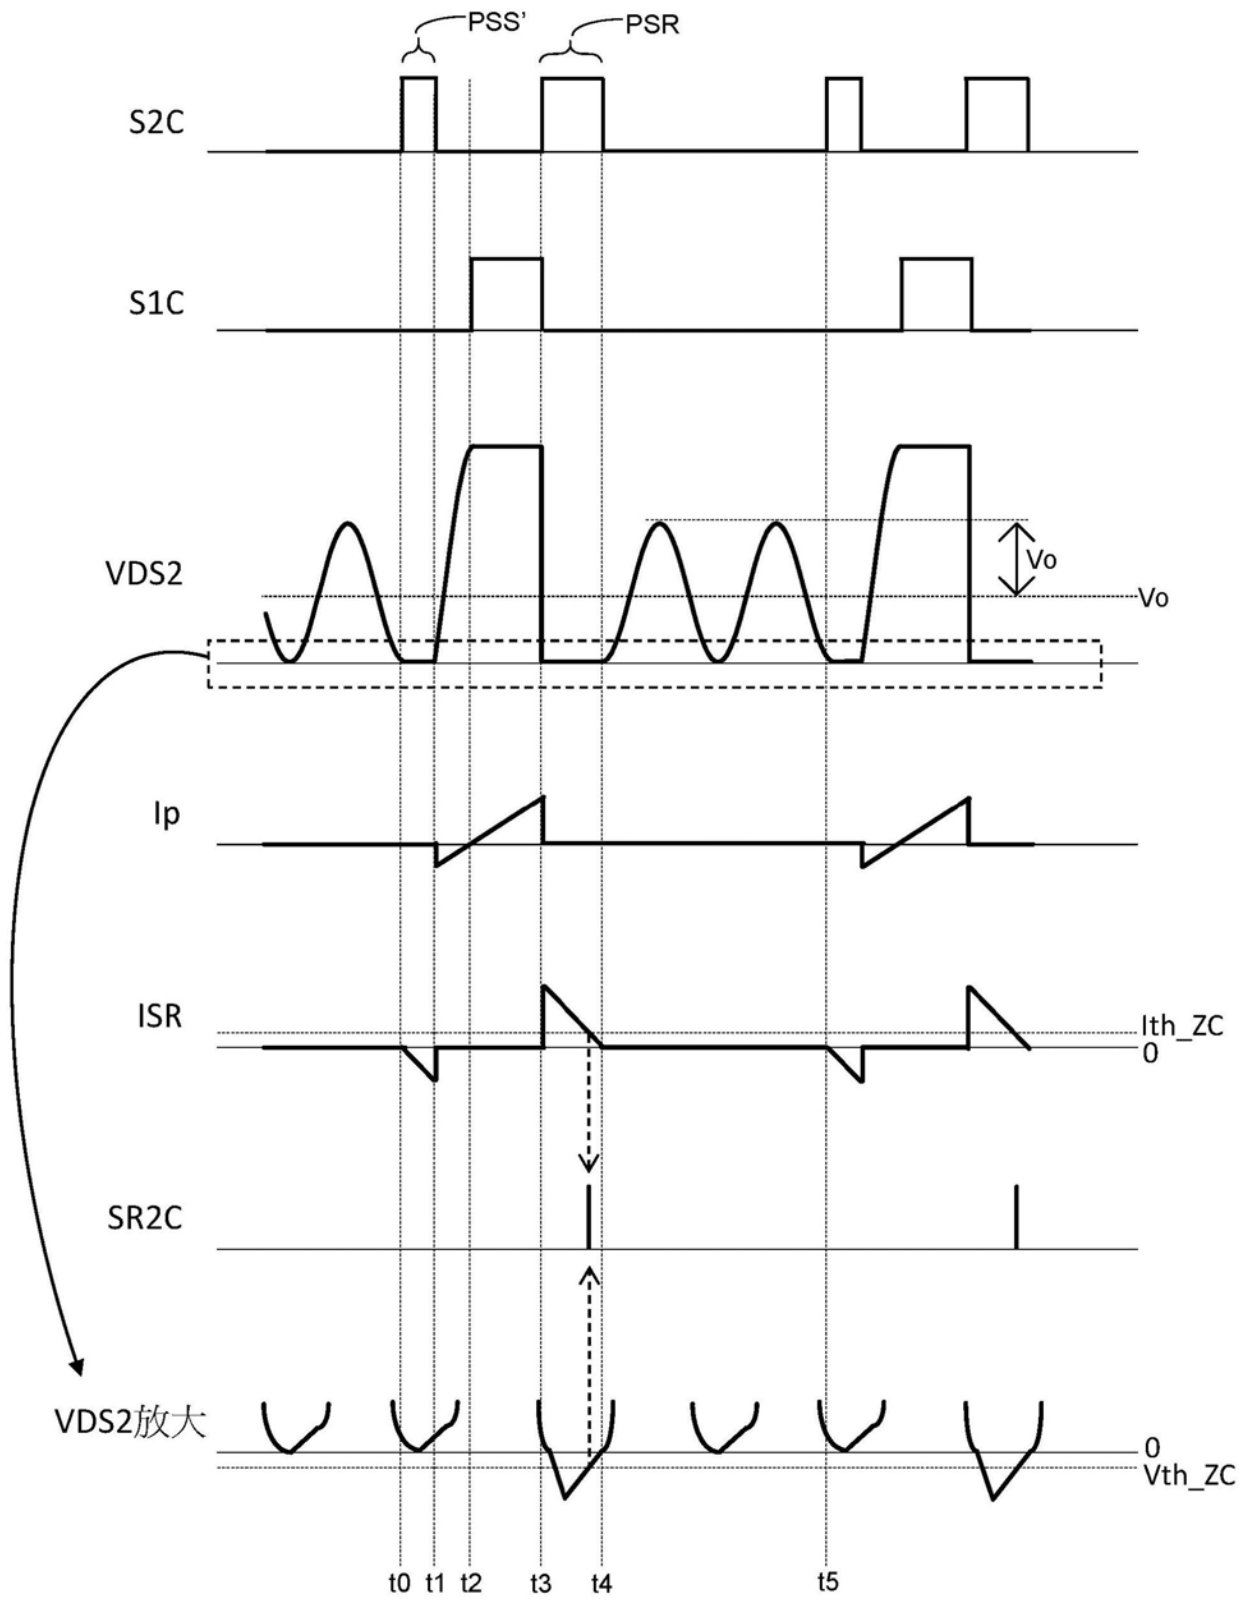 PSS’ PSR
S2C
S1C
VDS2
Vo
Vo
Ip
ISR
Ith_ZC
0
SR2C
VDS2放大
0
Vth_ZC
t0 t1 t2 t3 t4 t5